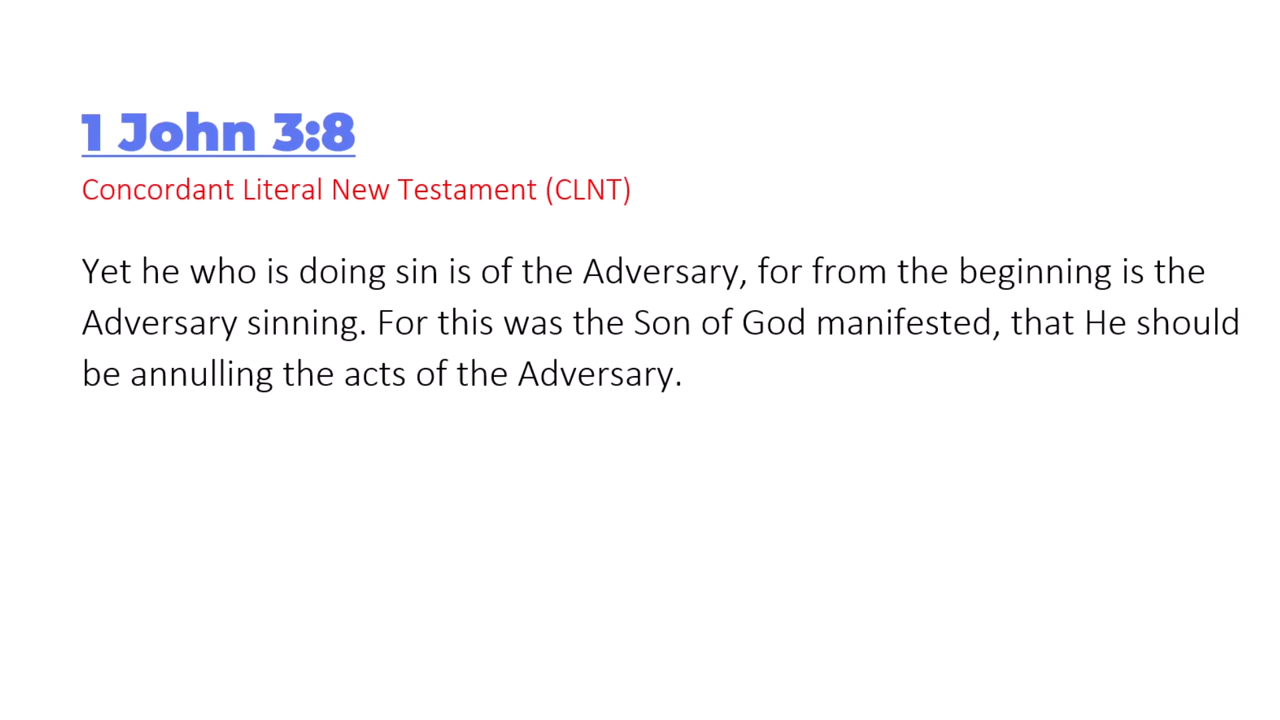 1 John 3:8
Concordant Literal New Testament (CLNT)
Yet he who is doing sin is of the Adversary, for from the beginning is the
Adversary sinning. For this was the Son of God manifested, that He should
be annulling the acts of the Adversary.